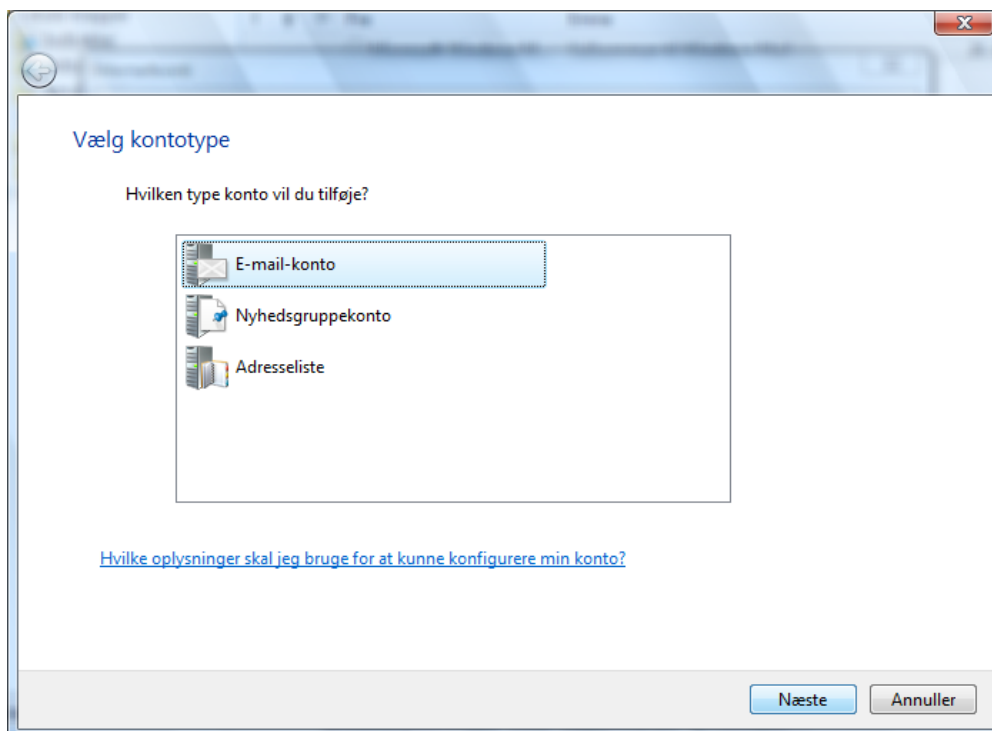 Vælg kontotype
Hvilken type konto vil du tilføje?
E-mail-konto
Nyhedsgruppekonto
Adresseliste
Hvilke oplysninger skal jeg bruge for at kunne konfigurere min konto?
Næste
Annuller